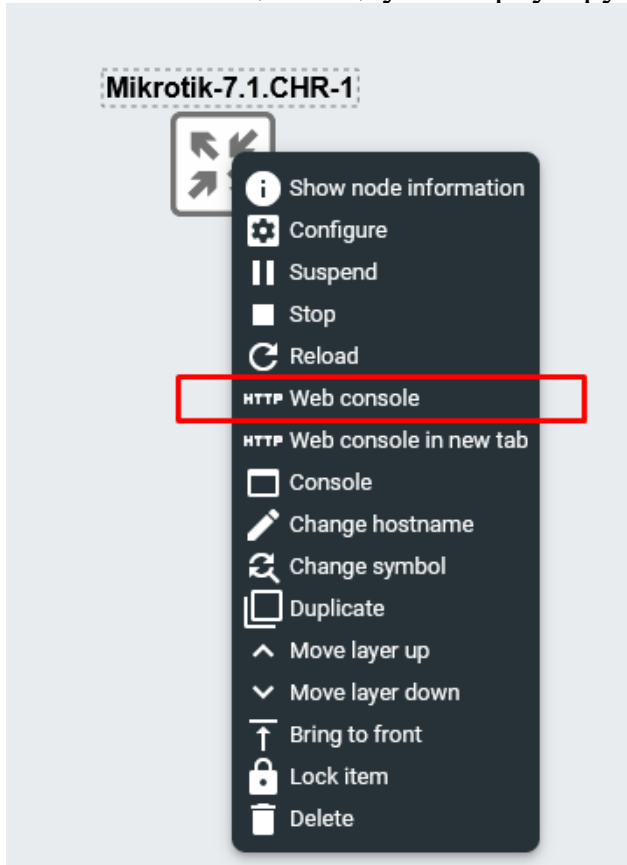 Mikrotik-7.1.CHR-1
Show node information
Configure
Suspend
Stop
Reload
HTTP Web console
HTTP Web console in new tab
Console
Change hostname
Change symbol
Duplicate
Move layer up
Move layer down
Bring to front
Lock item
Delete